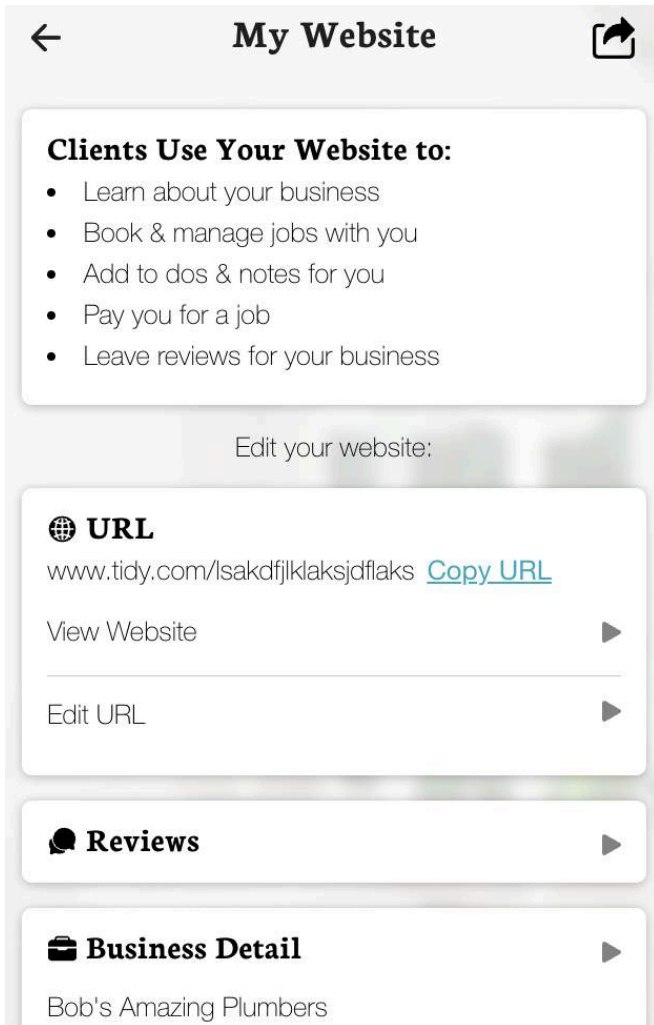 My Website
Clients Use Your Website to:
• Learn about your business
• Book & manage jobs with you
• Add to dos & notes for you
• Pay you for a job
• Leave reviews for your business
Edit your website:
URL
www.tidy.com/lsakdfjlklaksjdflaks Copy URL
View Website
Edit URL
Reviews
Business Detail
Bob's Amazing Plumbers